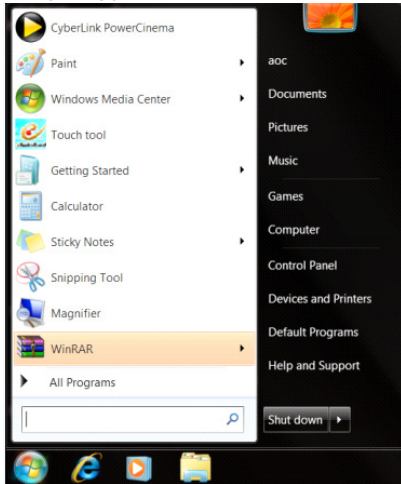 CyberLink PowerCinema
Paint
Windows Media Center
Touch tool
Getting Started
Calculator
Sticky Notes
Snipping Tool
Magnifier
WinRAR
All Programs
aoc
Documents
Pictures
Music
Games
Computer
Control Panel
Devices and Printers
Default Programs
Help and Support
Shut down